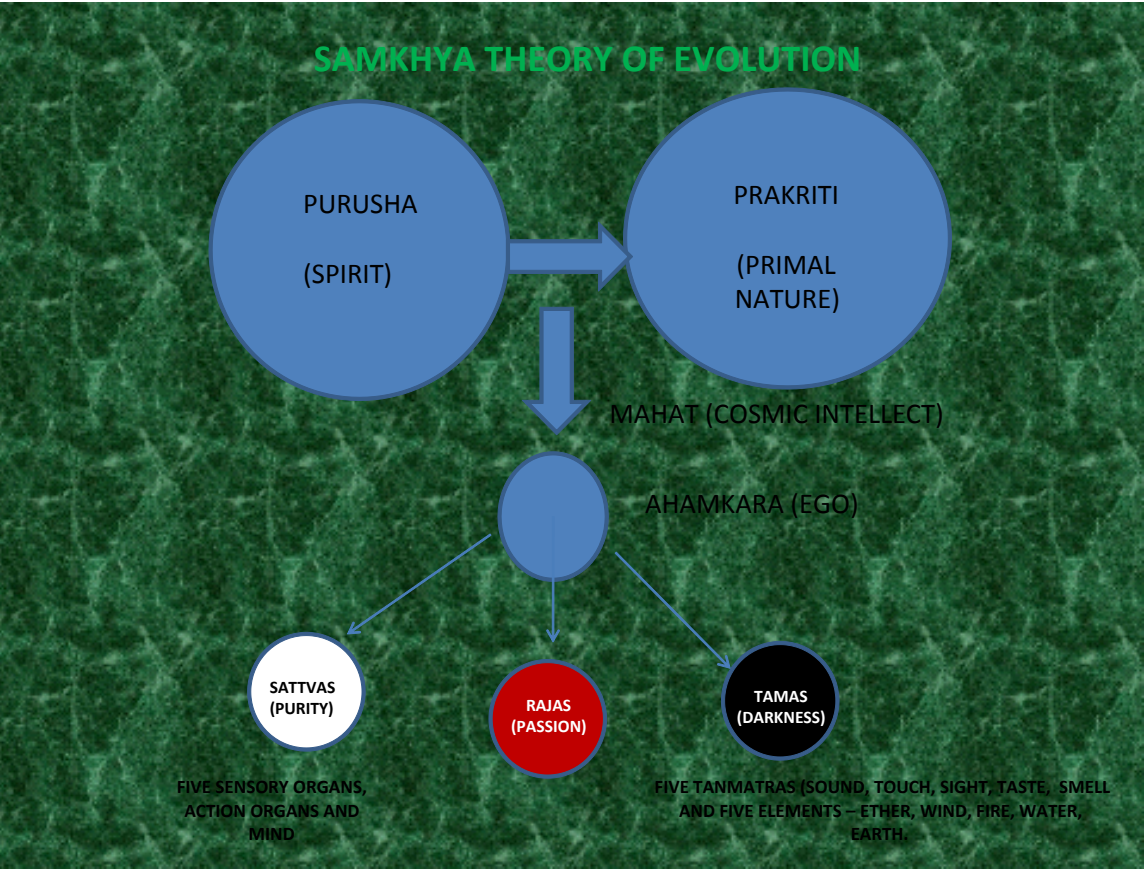 SAMKHYA THEORY OF EVOLUTION
PURUSHA
(SPIRIT)
PRAKRITI
(PRIMAL
NATURE)
MAHAT (COSMIC INTELLECT)
AHAMKARA (EGO)
SATTVAS
(PURITY)
RAJAS
(PASSION)
TAMAS
(DARKNESS)
FIVE SENSORY ORGANS,
ACTION ORGANS AND
MIND
FIVE TANMATRAS (SOUND, TOUCH, SIGHT, TASTE, SMELL
AND FIVE ELEMENTS – ETHER, WIND, FIRE, WATER,
EARTH.